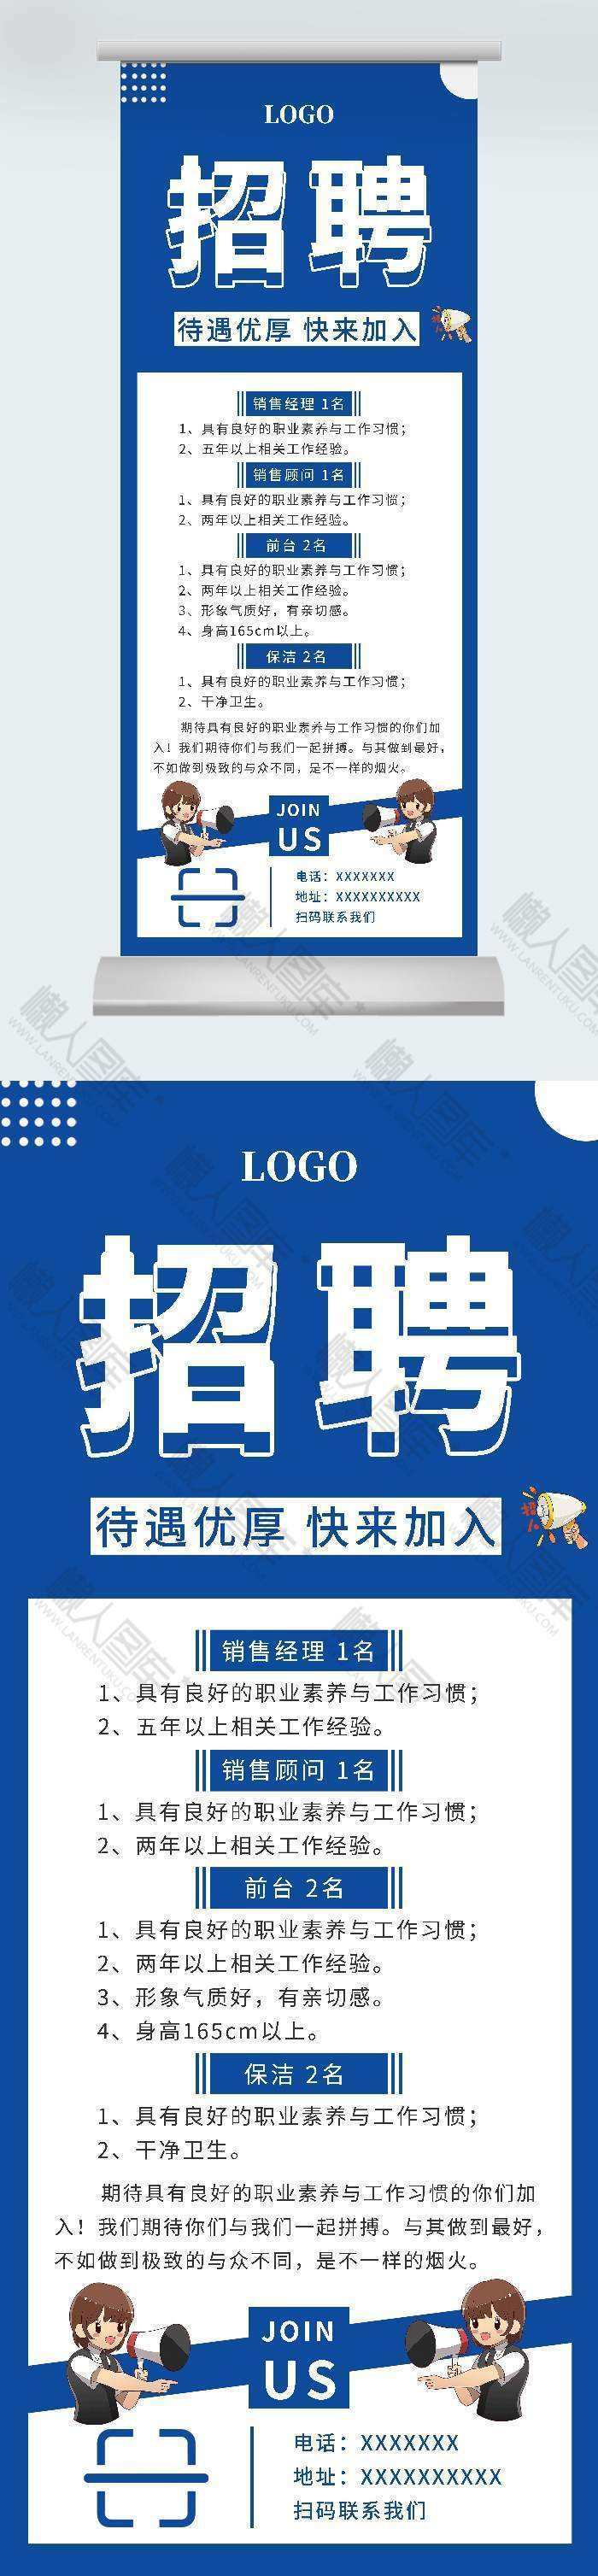 LOGO
招聘
待遇优厚 快来加入
销售经理 1名
1、具有良好的职业素养与工作习惯；
2、五年以上相关工作经验。
销售顾问 1名
1、具有良好的职业素养与工作习惯；
2、两年以上相关工作经验。
前台 2名
1、具有良好的职业素养与工作习惯；
2、两年以上相关工作经验。
3、形象气质好，有亲切感。
4、身高165cm以上。
保洁 2名
1、具有良好的职业素养与工作习惯；
2、干净卫生。
期待具有良好的职业素养与工作习惯的你们加
入！我们期待你们与我们一起拼搏。与其做到最好，
不如做到极致的与众不同，是不一样的烟火。
JOIN
US
电话：XXXXXXX
地址：XXXXXXXXXX
扫码联系我们
懒人图库
WWW.LANRENTUKU.COM
LOGO
招聘
待遇优厚 快来加入
销售经理 1名
1、具有良好的职业素养与工作习惯；
2、五年以上相关工作经验。
销售顾问 1名
1、具有良好的职业素养与工作习惯；
2、两年以上相关工作经验。
前台 2名
1、具有良好的职业素养与工作习惯；
2、两年以上相关工作经验。
3、形象气质好，有亲切感。
4、身高165cm以上。
保洁 2名
1、具有良好的职业素养与工作习惯；
2、干净卫生。
期待具有良好的职业素养与工作习惯的你们加
入！我们期待你们与我们一起拼搏。与其做到最好，
不如做到极致的与众不同，是不一样的烟火。
JOIN
US
电话：XXXXXXX
地址：XXXXXXXXXX
扫码联系我们